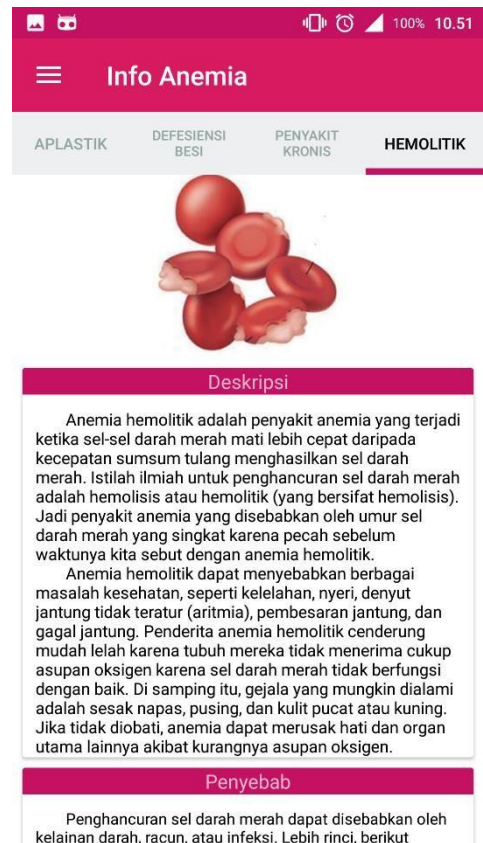 100% 10.51
Info Anemia
APLASTIK
DEFESIENSI
BESI
PENYAKIT
KRONIS
HEMOLITIK
Deskripsi
Anemia hemolitik adalah penyakit anemia yang terjadi
ketika sel-sel darah merah mati lebih cepat daripada
kecepatan sumsum tulang menghasilkan sel darah
merah. Istilah ilmiah untuk penghancuran sel darah merah
adalah hemolisis atau hemolitik (yang bersifat hemolisis).
Jadi penyakit anemia yang disebabkan oleh umur sel
darah merah yang singkat karena pecah sebelum
waktunya kita sebut dengan anemia hemolitik.
Anemia hemolitik dapat menyebabkan berbagai
masalah kesehatan, seperti kelelahan, nyeri, denyut
jantung tidak teratur (aritmia), pembesaran jantung, dan
gagal jantung. Penderita anemia hemolitik cenderung
mudah lelah karena tubuh mereka tidak menerima cukup
asupan oksigen karena sel darah merah tidak berfungsi
dengan baik. Di samping itu, gejala yang mungkin dialami
adalah sesak napas, pusing, dan kulit pucat atau kuning.
Jika tidak diobati, anemia dapat merusak hati dan organ
utama lainnya akibat kurangnya asupan oksigen.
Penyebab
Penghancuran sel darah merah dapat disebabkan oleh
kelainan darah, racun, atau infeksi. Lebih rinci, berikut